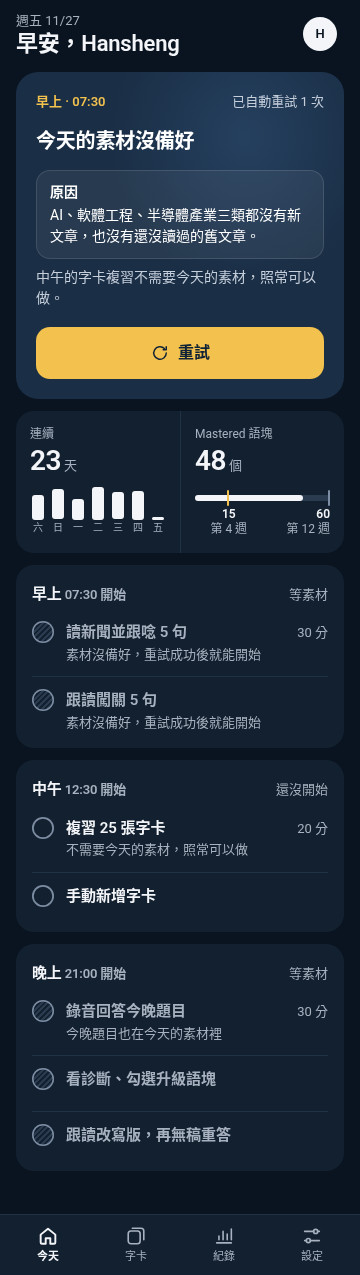 週五 11/27
早安，Hansheng
H
早上 · 07:30
已自動重試 1 次
今天的素材沒備好
原因
AI、軟體工程、半導體產業三類都沒有新
文章，也沒有還沒讀過的舊文章。
中午的字卡複習不需要今天的素材，照常可以
做。
重試
連續
23 天
六 日 一 二 三 四 五
Mastered 語塊
48 個
15 60
第 4 週 第 12 週
早上 07:30 開始
等素材
請新聞並跟唸 5 句
30 分
素材沒備好，重試成功後就能開始
跟讀闖關 5 句
素材沒備好，重試成功後就能開始
中午 12:30 開始
還沒開始
複習 25 張字卡
20 分
不需要今天的素材，照常可以做
手動新增字卡
晚上 21:00 開始
等素材
錄音回答今晚題目
30 分
今晚題目也在今天的素材裡
看診斷、勾選升級語塊
跟讀改寫版，再無稿重答
今天 字卡 紀錄 設定